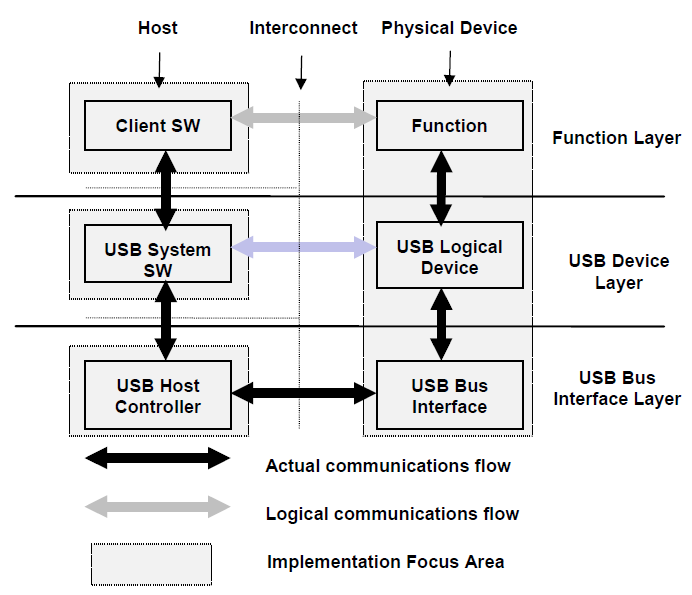 Host
Interconnect
Physical Device
Client SW
Function
Function Layer
USB System
SW
USB Logical
Device
USB Device
Layer
USB Host
Controller
USB Bus
Interface
USB Bus
Interface Layer
Actual communications flow
Logical communications flow
Implementation Focus Area